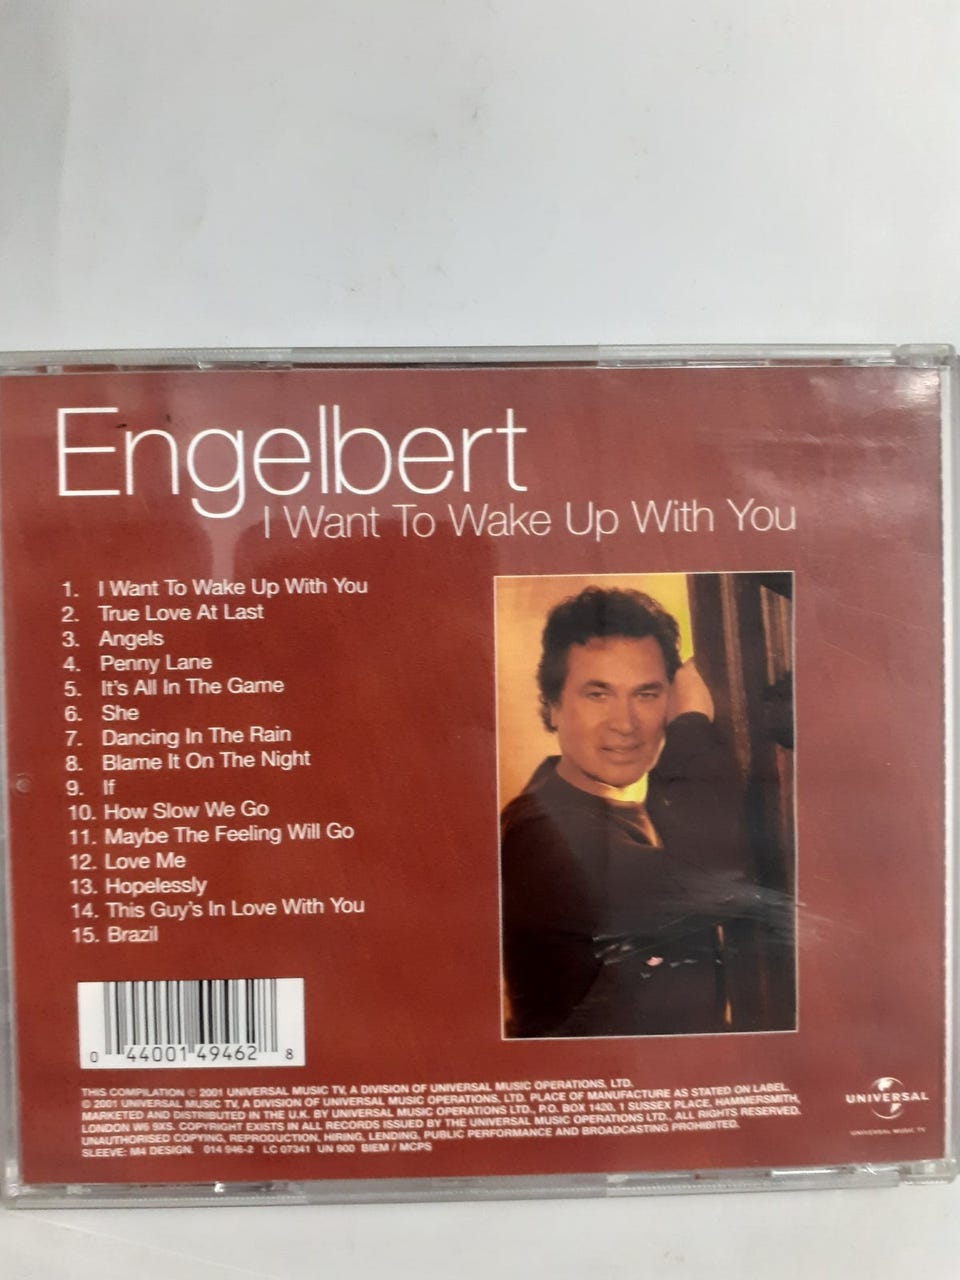 Engelbert
I Want To Wake Up With You
1. I Want To Wake Up With You
2. True Love At Last
3. Angels
4. Penny Lane
5. It's All In The Game
6. She
7. Dancing In The Rain
8. Blame It On The Night
9. If
10. How Slow We Go
11. Maybe The Feeling Will Go
12. Love Me
13. Hopelessly
14. This Guy's In Love With You
15. Brazil
0 44001 49462 8
THIS COMPILATION ℗ 2001 UNIVERSAL MUSIC TV, A DIVISION OF UNIVERSAL MUSIC OPERATIONS, LTD.
© 2001 UNIVERSAL MUSIC TV, A DIVISION OF UNIVERSAL MUSIC OPERATIONS, LTD. PLACE OF MANUFACTURE AS STATED ON LABEL.
MARKETED AND DISTRIBUTED IN THE U.K. BY UNIVERSAL MUSIC OPERATIONS LTD., P.O. BOX 1420, 1 SUSSEX PLACE, HAMMERSMITH,
LONDON W6 9XS. COPYRIGHT EXISTS IN ALL RECORDS ISSUED BY THE UNIVERSAL MUSIC OPERATIONS LTD., ALL RIGHTS RESERVED.
UNAUTHORISED COPYING, REPRODUCTION, HIRING, LENDING, PUBLIC PERFORMANCE AND BROADCASTING PROHIBITED.
SLEEVE: M4 DESIGN. 014 946-2 LC 07341 UN 900 BIEM / MCPS
UNIVERSAL
UNIVERSAL MUSIC TV